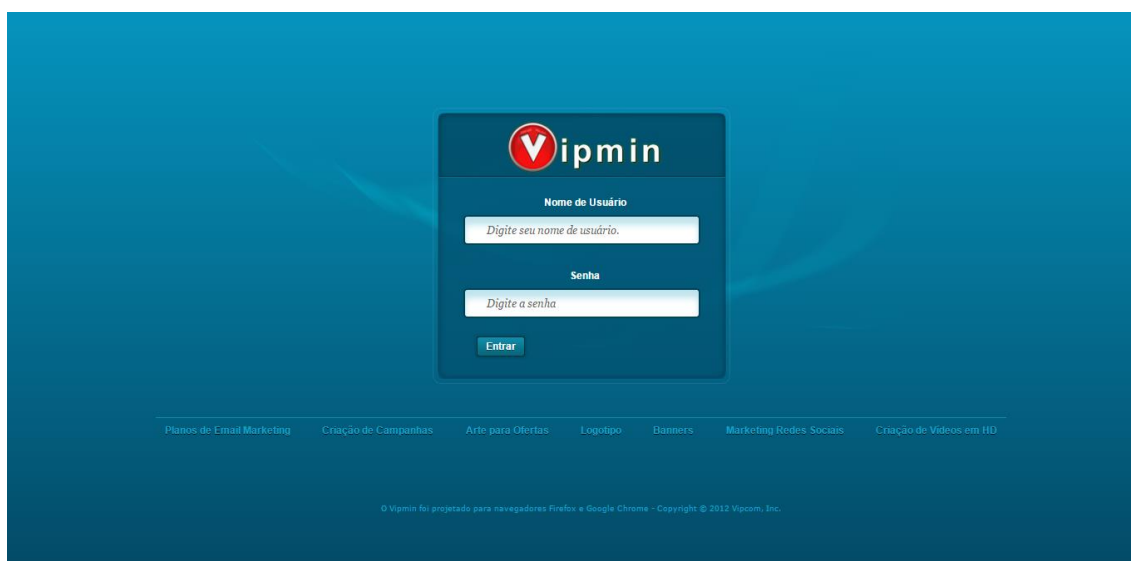 Vipmin
Nome de Usuário
Digite seu nome de usuário.
Senha
Digite a senha
Entrar
Planos de Email Marketing Criação de Campanhas Arte para Ofertas Logotipo Banners Marketing Redes Sociais Criação de Vídeos em HD
O Vipmin foi projetado para navegadores Firefox e Google Chrome - Copyright © 2012 Vipcom, Inc.